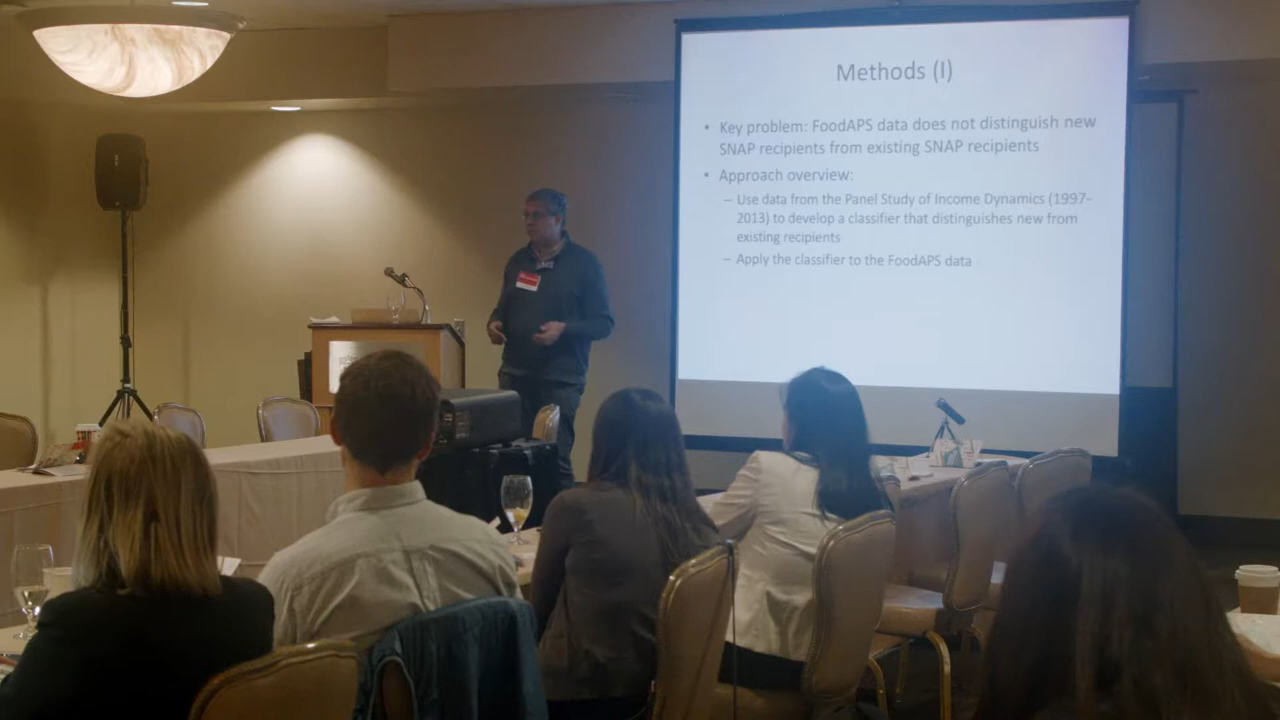 Methods (I)
• Key problem: FoodAPS data does not distinguish new
SNAP recipients from existing SNAP recipients
• Approach overview:
– Use data from the Panel Study of Income Dynamics (1997-
2013) to develop a classifier that distinguishes new from
existing recipients
– Apply the classifier to the FoodAPS data